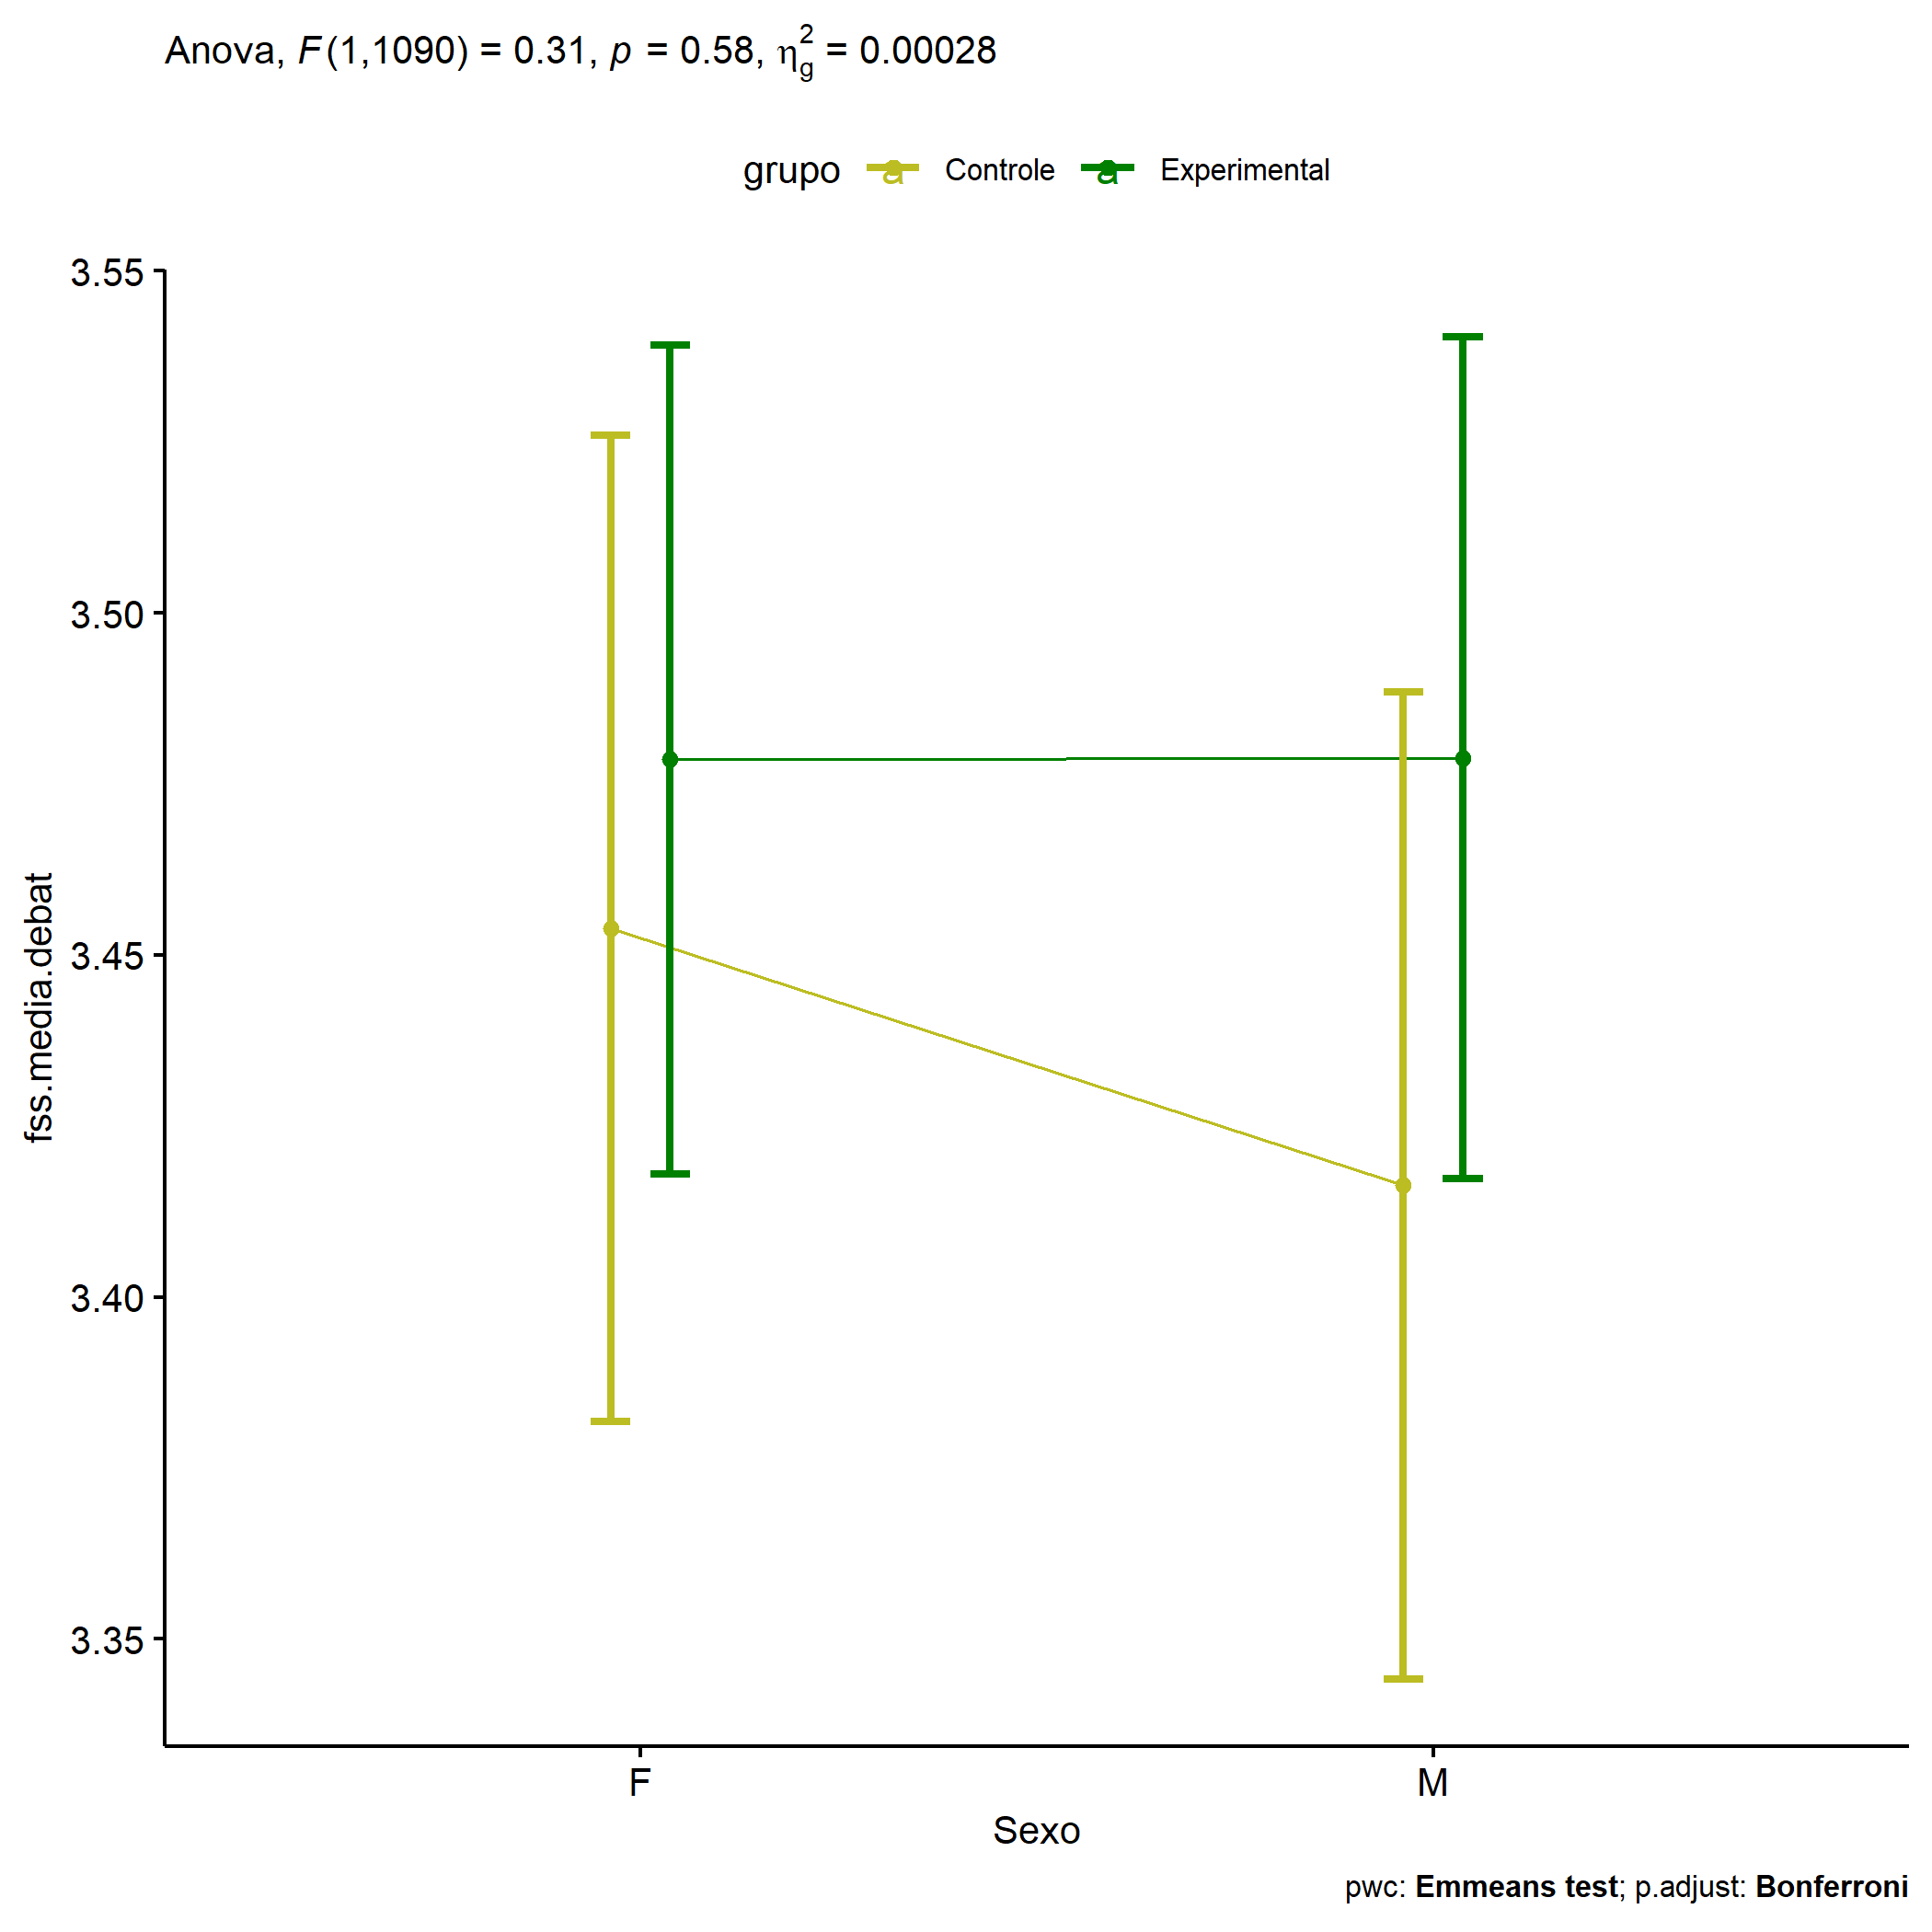 Anova, F(1,1090) = 0.31, p = 0.58, η²g = 0.00028
grupo a Controle a Experimental
3.55
3.50
3.45
3.40
3.35
fss.media.debat
F M
Sexo
pwc: Emmeans test; p.adjust: Bonferroni